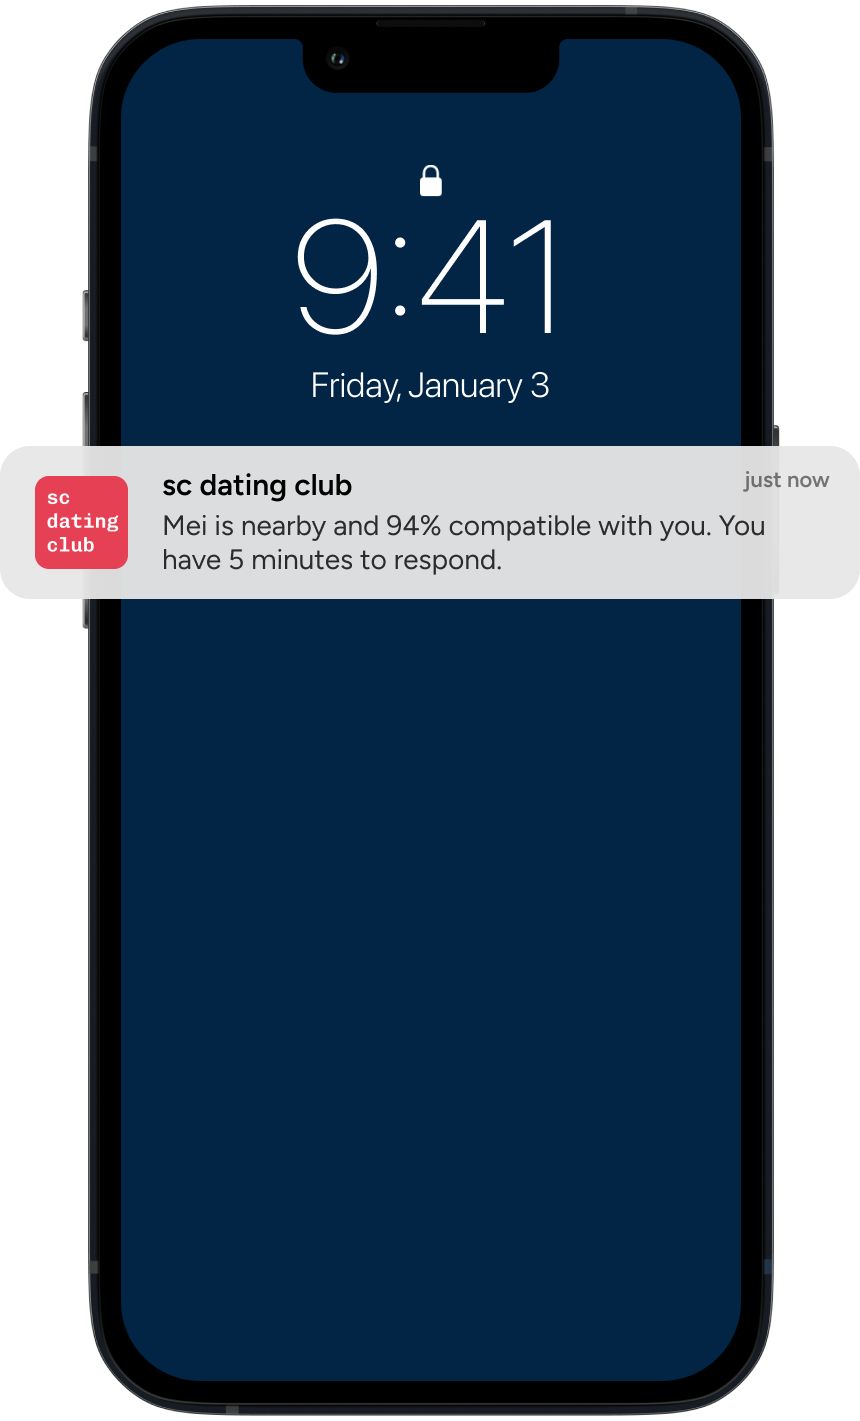 9:41
Friday, January 3
sc dating club
just now
sc
dating
club
Mei is nearby and 94% compatible with you. You
have 5 minutes to respond.